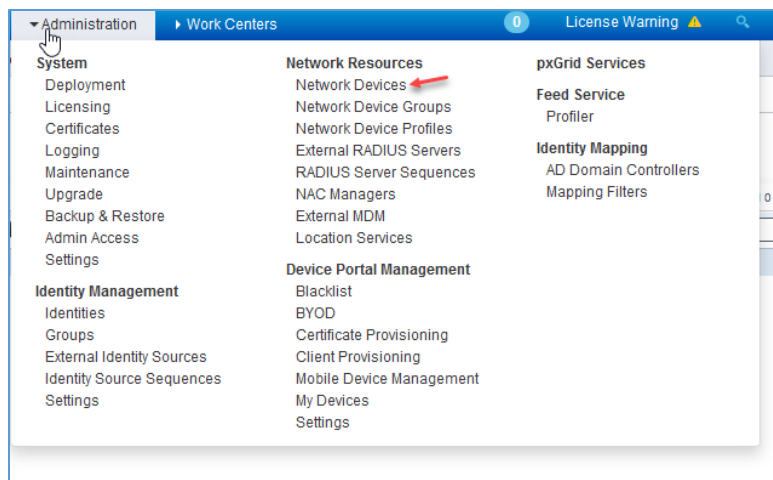 Administration
Work Centers
0
License Warning
System
Deployment
Licensing
Certificates
Logging
Maintenance
Upgrade
Backup & Restore
Admin Access
Settings
Identity Management
Identities
Groups
External Identity Sources
Identity Source Sequences
Settings
Network Resources
Network Devices
Network Device Groups
Network Device Profiles
External RADIUS Servers
RADIUS Server Sequences
NAC Managers
External MDM
Location Services
Device Portal Management
Blacklist
BYOD
Certificate Provisioning
Client Provisioning
Mobile Device Management
My Devices
Settings
pxGrid Services
Feed Service
Profiler
Identity Mapping
AD Domain Controllers
Mapping Filters